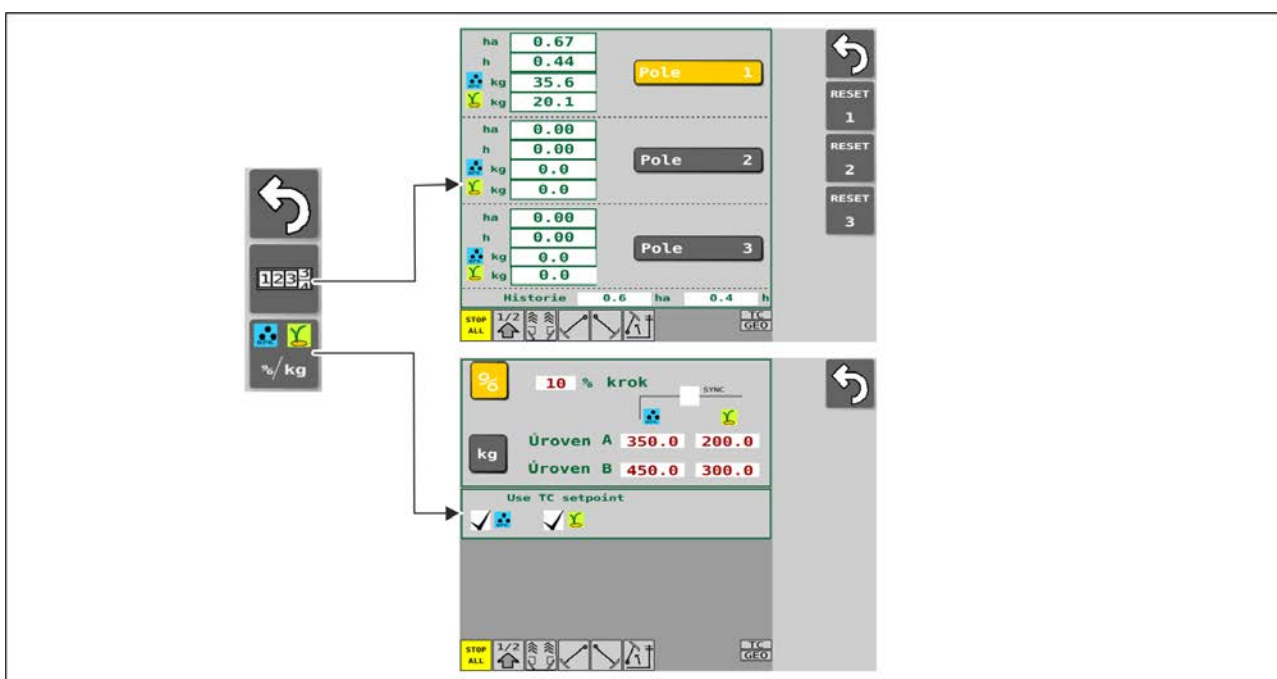 ha 0.67
h 0.44
kg 35.6
kg 20.1
Pole 1
RESET
1
ha 0.00
h 0.00
kg 0.0
kg 0.0
Pole 2
RESET
2
ha 0.00
h 0.00
kg 0.0
kg 0.0
Pole 3
RESET
3
Historie 0.6 ha 0.4 h
STOP
ALL
1/2
TC
GEO
123
%/kg
% 10 % krok
SYNC
kg
Úroven A 350.0 200.0
Úroven B 450.0 300.0
Use TC setpoint
STOP
ALL
1/2
TC
GEO